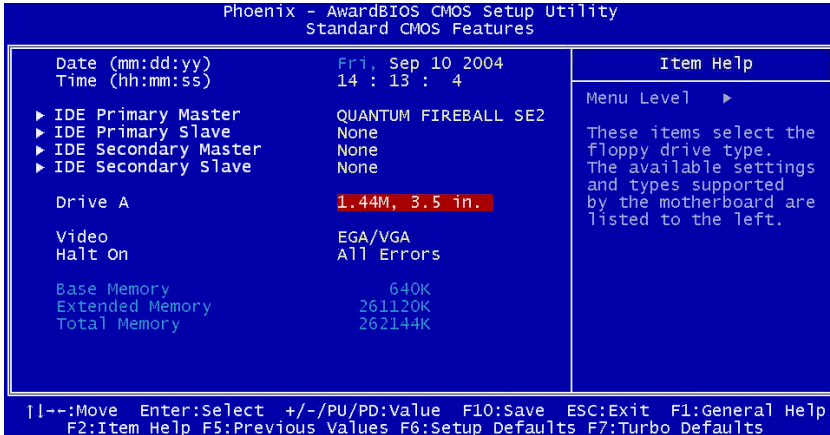 Phoenix - AwardBIOS CMOS Setup Utility
Standard CMOS Features
Date (mm:dd:yy) Fri, Sep 10 2004
Time (hh:mm:ss) 14 : 13 : 4
▶ IDE Primary Master QUANTUM FIREBALL SE2
▶ IDE Primary Slave None
▶ IDE Secondary Master None
▶ IDE Secondary Slave None
Drive A 1.44M, 3.5 in.
Video EGA/VGA
Halt On All Errors
Base Memory 640K
Extended Memory 261120K
Total Memory 262144K
Item Help
Menu Level ▶
These items select the
floppy drive type.
The available settings
and types supported
by the motherboard are
listed to the left.
↑↓→←:Move Enter:Select +/-/PU/PD:Value F10:Save ESC:Exit F1:General Help
F2:Item Help F5:Previous Values F6:Setup Defaults F7:Turbo Defaults